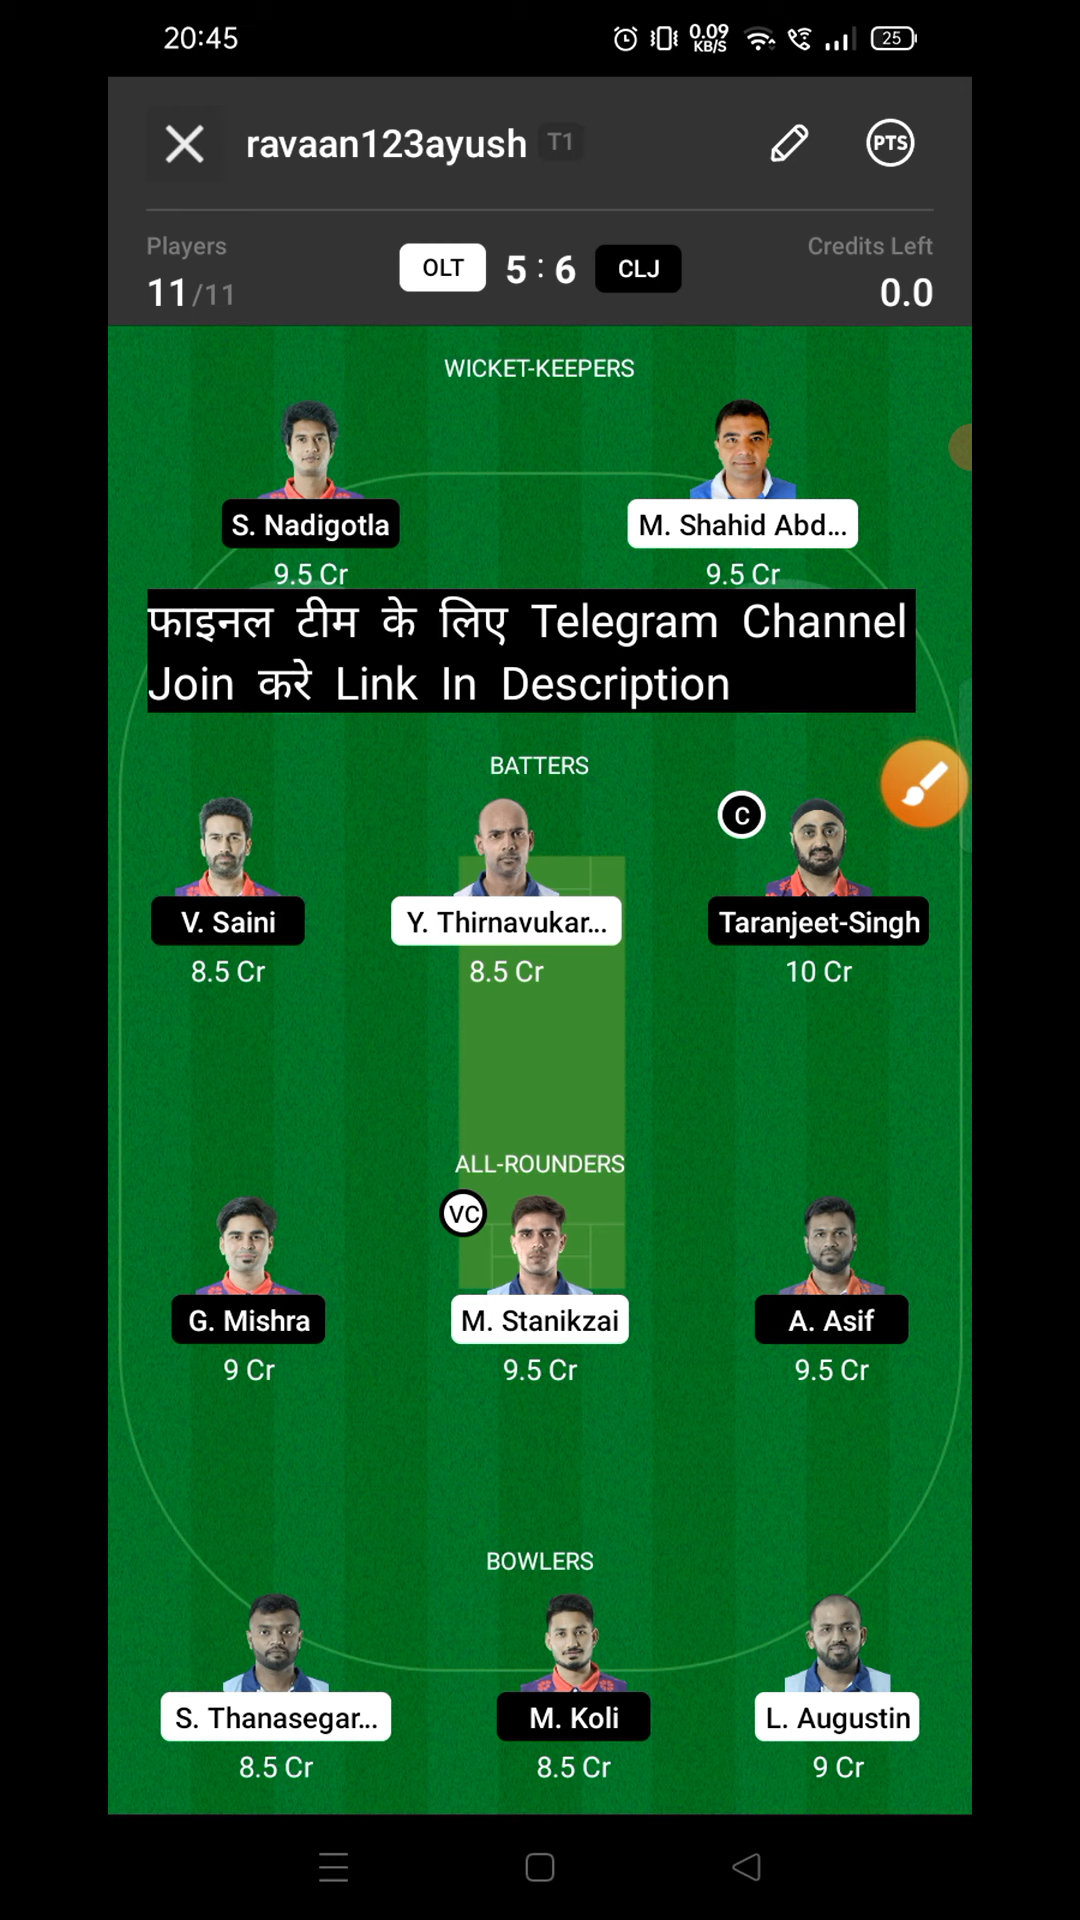 20:45 0.09 KB/S 25
ravaan123ayush T1 PTS
Players Credits Left
11/11 OLT 5 : 6 CLJ 0.0
WICKET-KEEPERS
S. Nadigotla M. Shahid Abd...
9.5 Cr 9.5 Cr
फाइनल टीम के लिए Telegram Channel
Join करे Link In Description
BATTERS
C
V. Saini Y. Thirnavukar... Taranjeet-Singh
8.5 Cr 8.5 Cr 10 Cr
ALL-ROUNDERS
VC
G. Mishra M. Stanikzai A. Asif
9 Cr 9.5 Cr 9.5 Cr
BOWLERS
S. Thanasegar... M. Koli L. Augustin
8.5 Cr 8.5 Cr 9 Cr